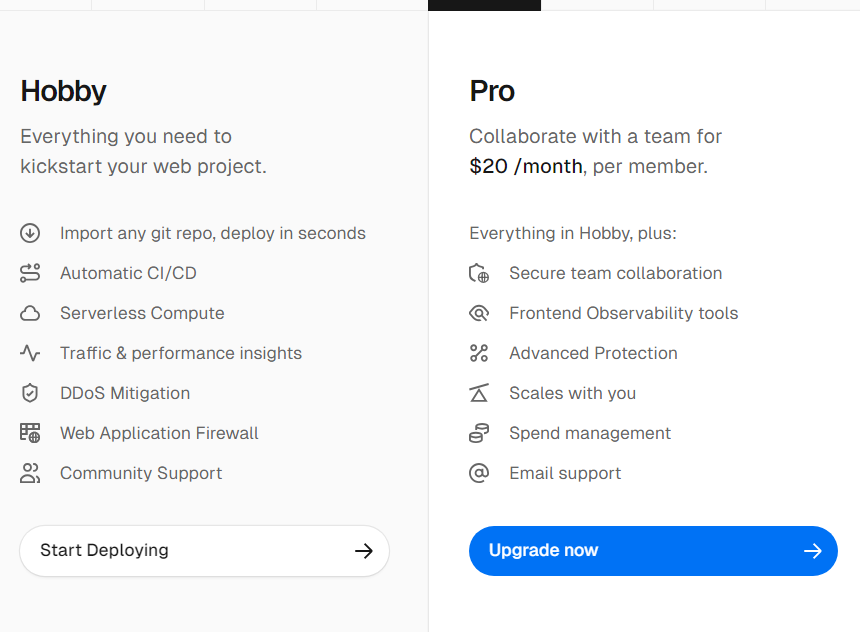 Hobby
Everything you need to
kickstart your web project.
Import any git repo, deploy in seconds
Automatic CI/CD
Serverless Compute
Traffic & performance insights
DDoS Mitigation
Web Application Firewall
Community Support
Start Deploying
Pro
Collaborate with a team for
$20 /month, per member.
Everything in Hobby, plus:
Secure team collaboration
Frontend Observability tools
Advanced Protection
Scales with you
Spend management
Email support
Upgrade now